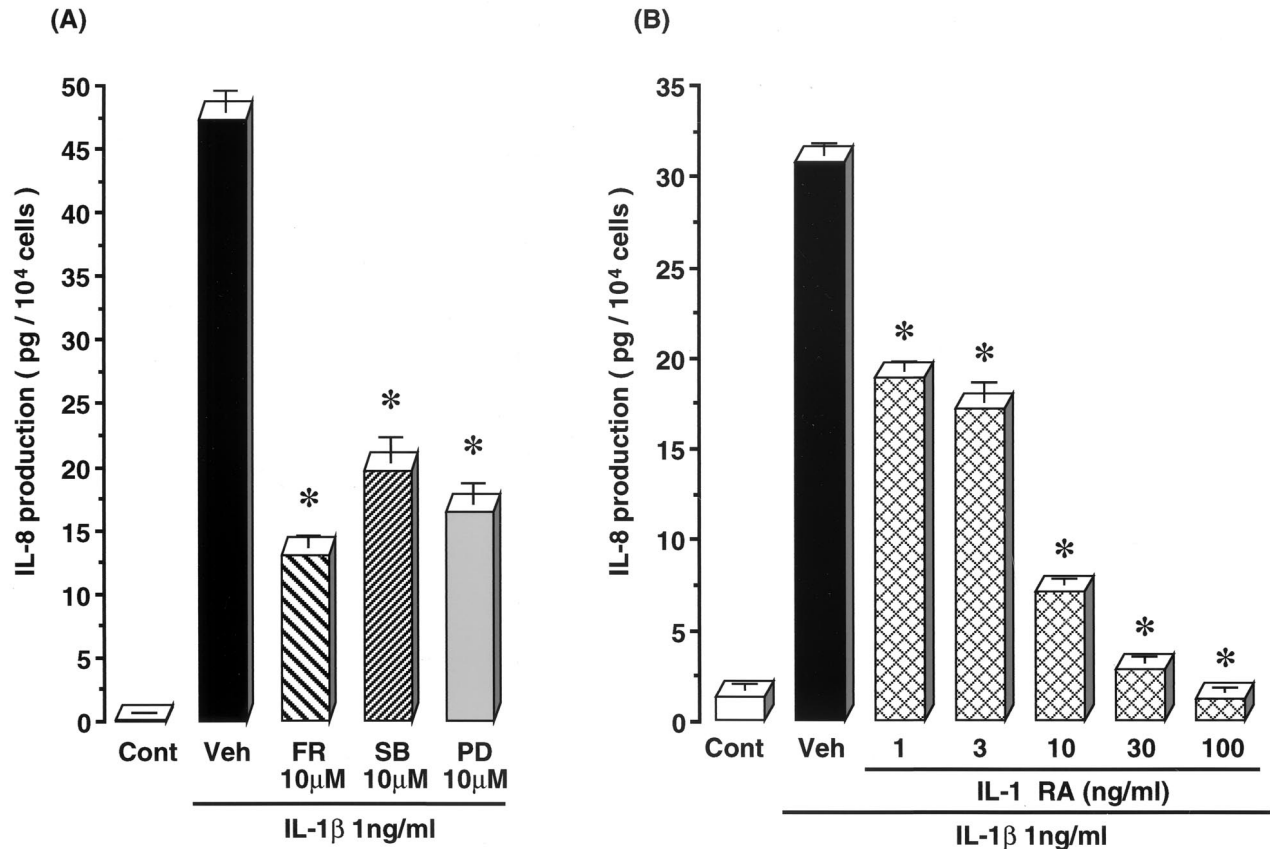 (A)
IL-8 production ( pg / 10⁴ cells )
50
45
40
35
30
25
20
15
10
5
0
*
*
*
Cont Veh FR SB PD
10μM 10μM 10μM
IL-1β 1ng/ml
(B)
IL-8 production ( pg / 10⁴ cells )
35
30
25
20
15
10
5
0
*
*
*
*
*
Cont Veh 1 3 10 30 100
IL-1 RA (ng/ml)
IL-1β 1ng/ml